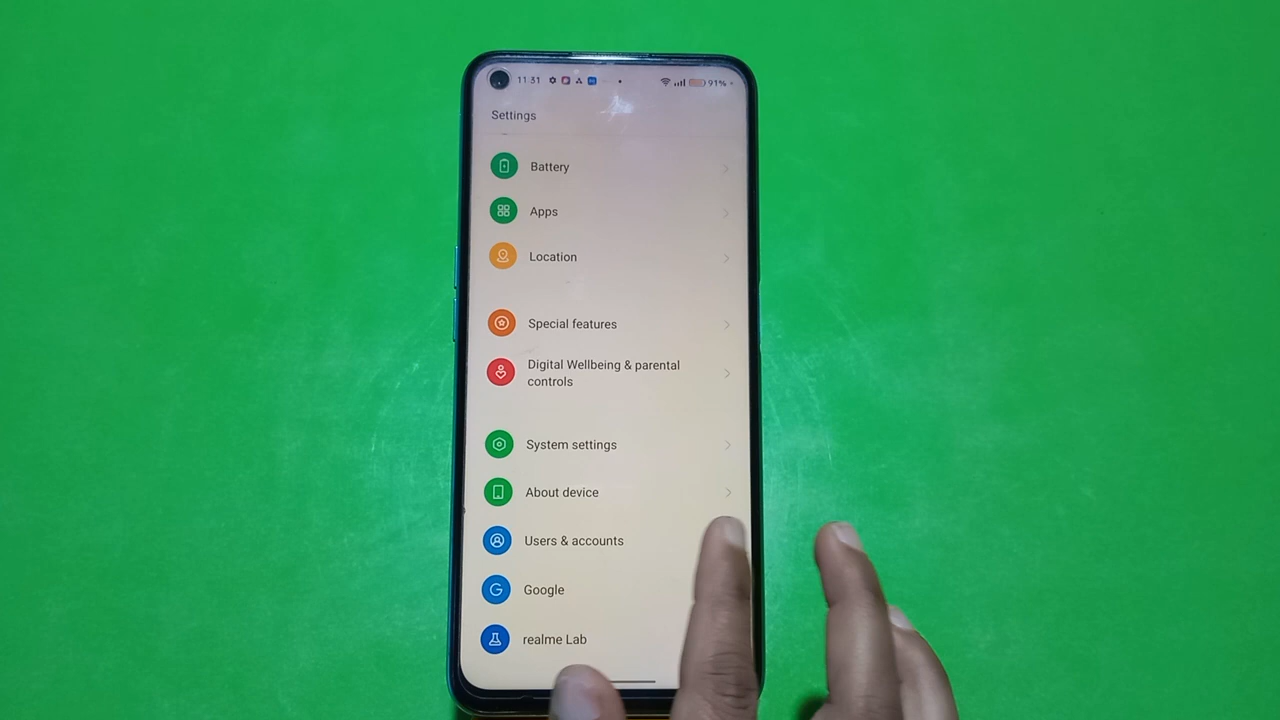 11:31
91%
Settings
Battery
Apps
Location
Special features
Digital Wellbeing & parental
controls
System settings
About device
Users & accounts
Google
realme Lab